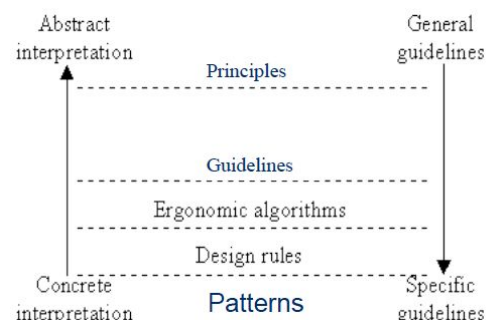 Abstract
interpretation
General
guidelines
Principles
Guidelines
Ergonomic algorithms
Design rules
Concrete
interpretation
Patterns
Specific
guidelines